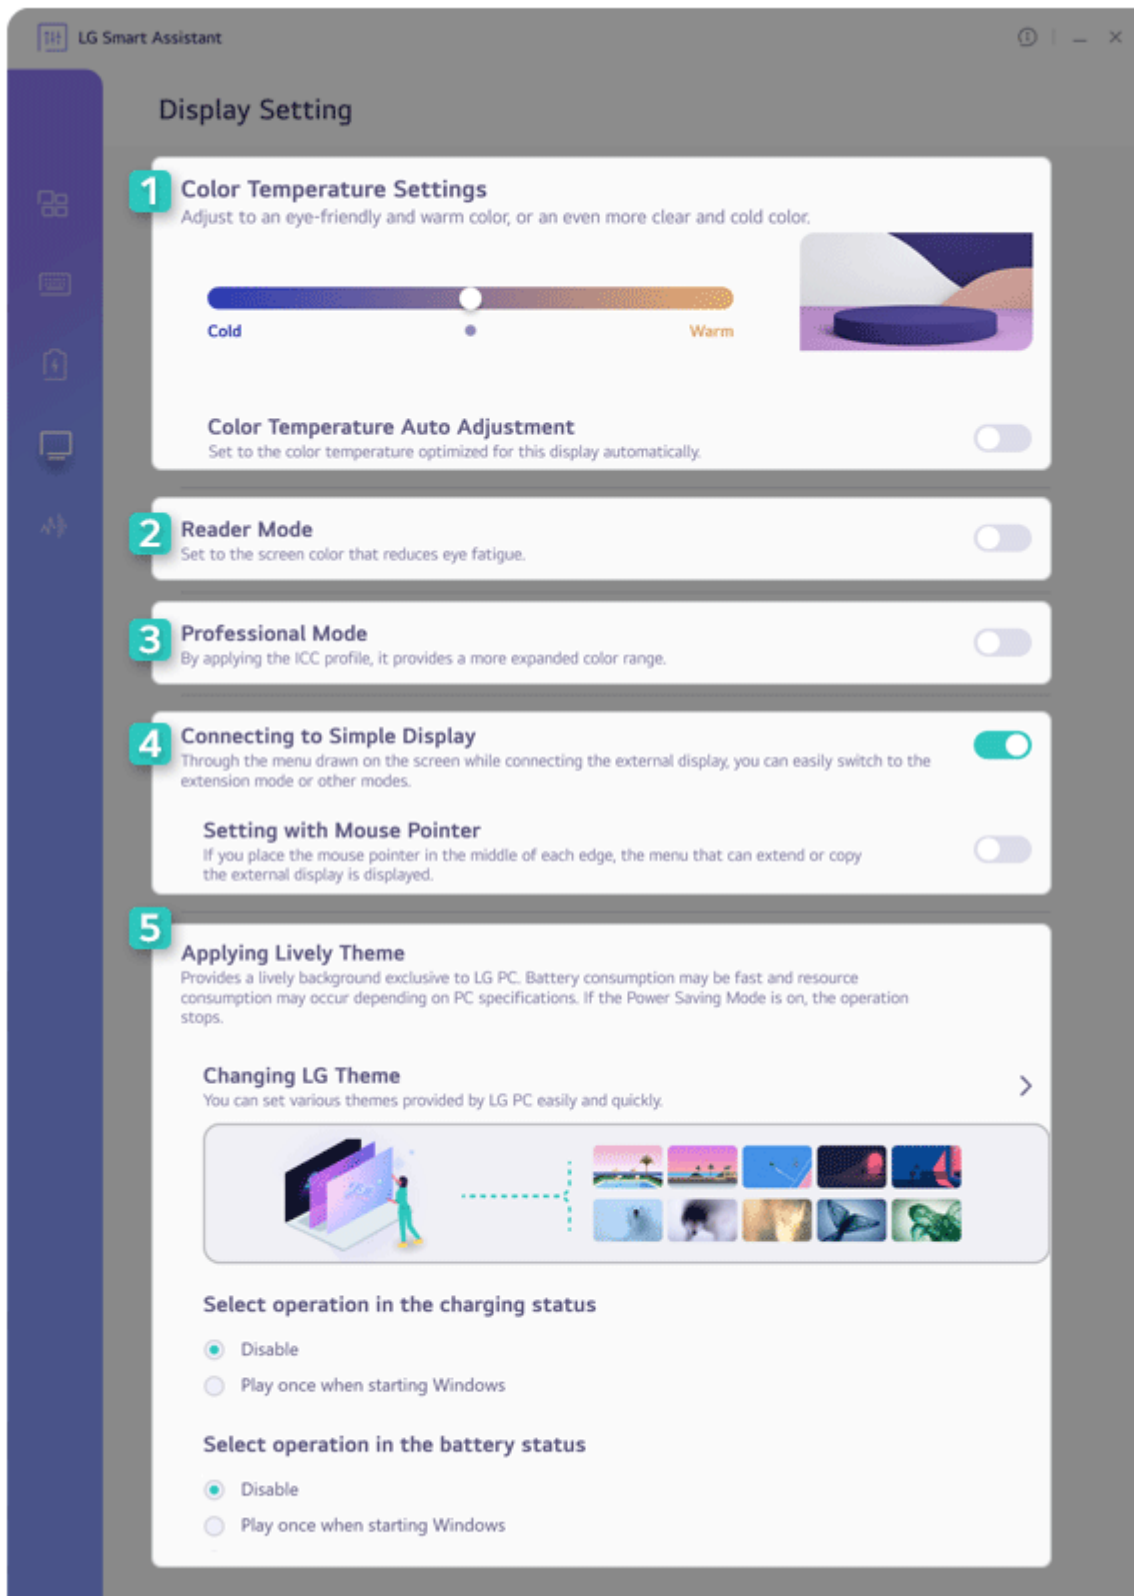 LG Smart Assistant
Display Setting
1
Color Temperature Settings
Adjust to an eye-friendly and warm color, or an even more clear and cold color.
Cold
Warm
Color Temperature Auto Adjustment
Set to the color temperature optimized for this display automatically.
2
Reader Mode
Set to the screen color that reduces eye fatigue.
3
Professional Mode
By applying the ICC profile, it provides a more expanded color range.
4
Connecting to Simple Display
Through the menu drawn on the screen while connecting the external display, you can easily switch to the
extension mode or other modes.
Setting with Mouse Pointer
If you place the mouse pointer in the middle of each edge, the menu that can extend or copy
the external display is displayed.
5
Applying Lively Theme
Provides a lively background exclusive to LG PC. Battery consumption may be fast and resource
consumption may occur depending on PC specifications. If the Power Saving Mode is on, the operation
stops.
Changing LG Theme
You can set various themes provided by LG PC easily and quickly.
Select operation in the charging status
Disable
Play once when starting Windows
Select operation in the battery status
Disable
Play once when starting Windows